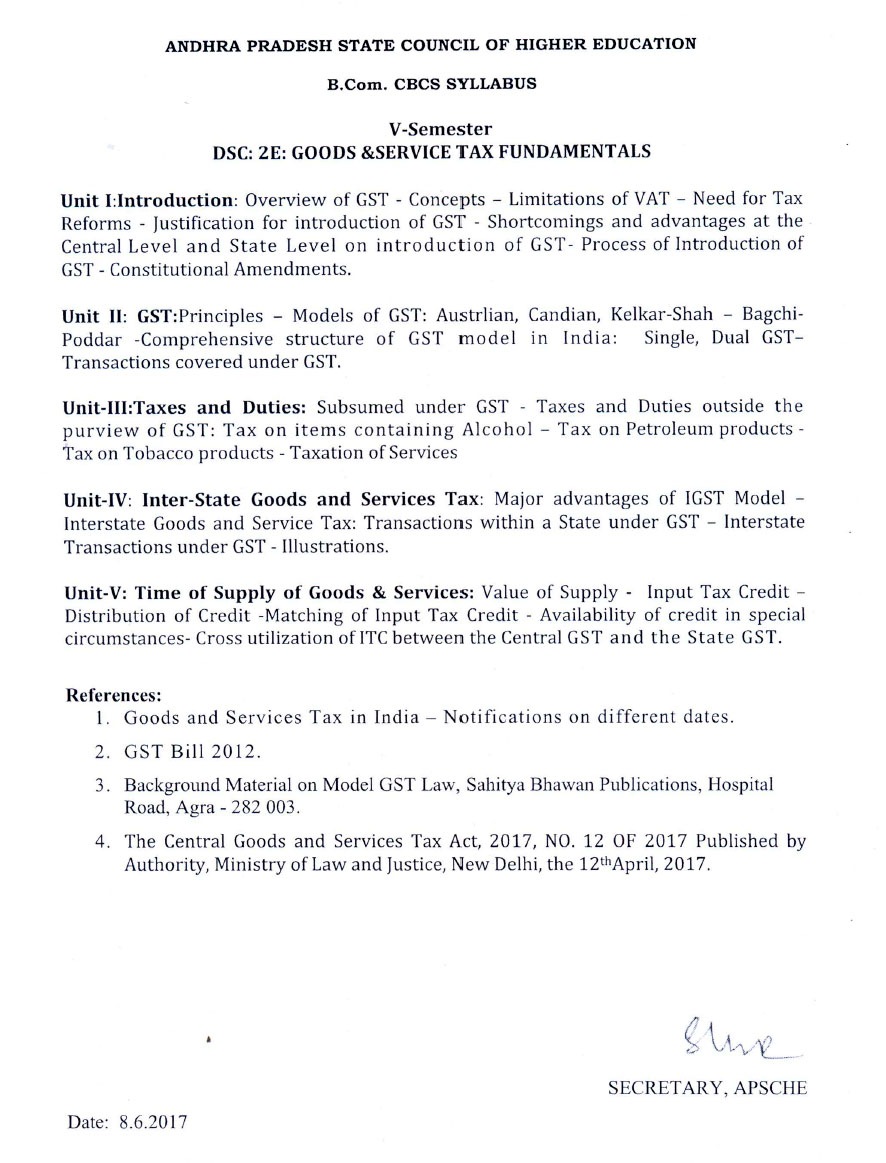 ANDHRA PRADESH STATE COUNCIL OF HIGHER EDUCATION
B.Com. CBCS SYLLABUS
V-Semester
DSC: 2E: GOODS &SERVICE TAX FUNDAMENTALS
Unit I:Introduction: Overview of GST - Concepts – Limitations of VAT – Need for Tax
Reforms - Justification for introduction of GST - Shortcomings and advantages at the
Central Level and State Level on introduction of GST- Process of Introduction of
GST - Constitutional Amendments.
Unit II: GST:Principles – Models of GST: Austrlian, Candian, Kelkar-Shah – Bagchi-
Poddar -Comprehensive structure of GST model in India: Single, Dual GST–
Transactions covered under GST.
Unit-III:Taxes and Duties: Subsumed under GST - Taxes and Duties outside the
purview of GST: Tax on items containing Alcohol – Tax on Petroleum products -
Tax on Tobacco products - Taxation of Services
Unit-IV: Inter-State Goods and Services Tax: Major advantages of IGST Model –
Interstate Goods and Service Tax: Transactions within a State under GST – Interstate
Transactions under GST - Illustrations.
Unit-V: Time of Supply of Goods & Services: Value of Supply - Input Tax Credit –
Distribution of Credit -Matching of Input Tax Credit - Availability of credit in special
circumstances- Cross utilization of ITC between the Central GST and the State GST.
References:
1. Goods and Services Tax in India – Notifications on different dates.
2. GST Bill 2012.
3. Background Material on Model GST Law, Sahitya Bhawan Publications, Hospital
Road, Agra - 282 003.
4. The Central Goods and Services Tax Act, 2017, NO. 12 OF 2017 Published by
Authority, Ministry of Law and Justice, New Delhi, the 12thApril, 2017.
SECRETARY, APSCHE
Date: 8.6.2017